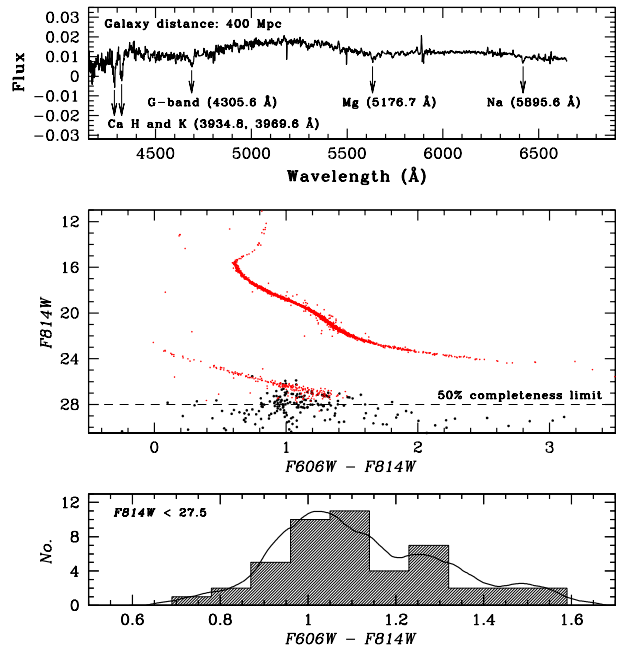 Galaxy distance: 400 Mpc
0.03
0.02
0.01
0
−0.01
−0.02
−0.03
Flux
G-band (4305.6 Å)
Mg (5176.7 Å)
Na (5895.6 Å)
Ca H and K (3934.8, 3969.6 Å)
4500 5000 5500 6000 6500
Wavelength (Å)
12
16
20
24
28
F814W
50% completeness limit
0 1 2 3
F606W − F814W
F814W < 27.5
12
8
4
0
No.
0.6 0.8 1 1.2 1.4 1.6
F606W − F814W